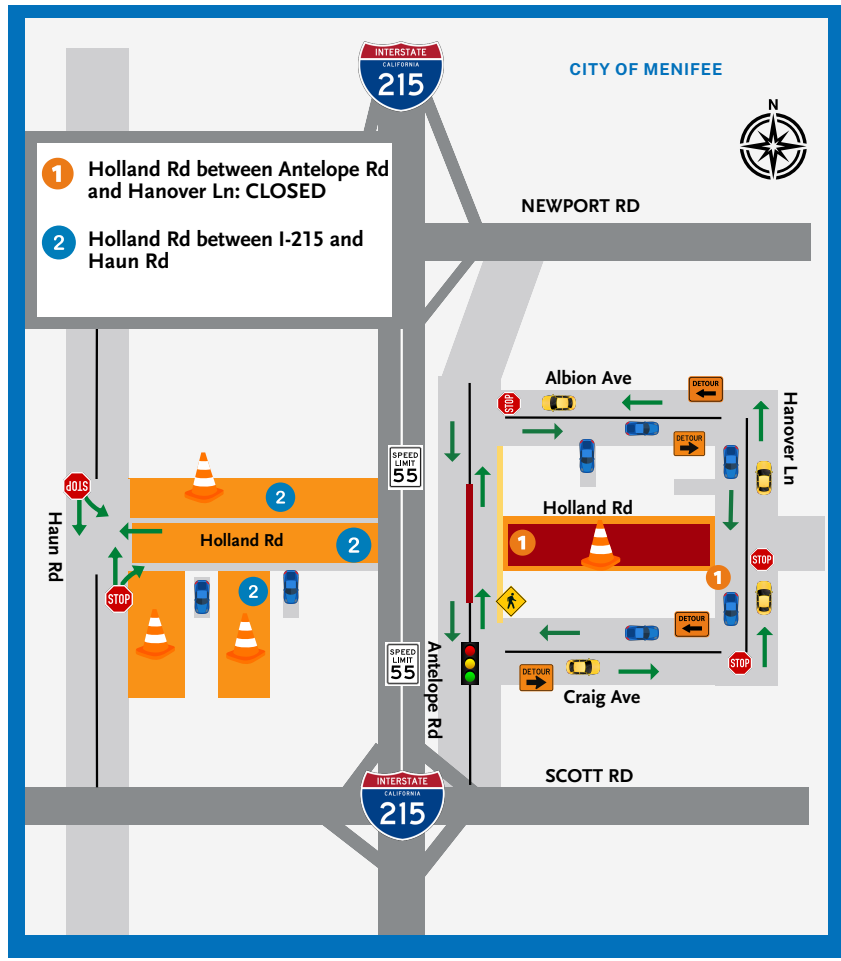 INTERSTATE
CALIFORNIA
215
CITY OF MENIFEE
N
1 Holland Rd between Antelope Rd
and Hanover Ln: CLOSED
2 Holland Rd between I-215 and
Haun Rd
NEWPORT RD
Albion Ave
DETOUR
STOP
Hanover Ln
DETOUR
SPEED
LIMIT
55
STOP
2
Holland Rd
Haun Rd
Holland Rd
2
1
STOP
1
2
STOP
DETOUR
SPEED
LIMIT
55
Antelope Rd
STOP
DETOUR
Craig Ave
INTERSTATE
CALIFORNIA
215
SCOTT RD